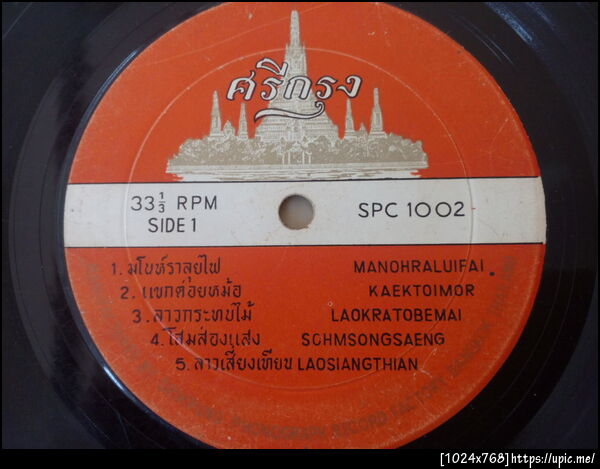 ศรีกรุง
33 1/3 RPM
SIDE 1
SPC 1002
1. มโนห์ราลุยไฟ MANOHRALUIFAI.
2. แขกต่อยหม้อ KAEKTOIMOR
3. ลาวกระทบไม้ LAOKRATOBEMAI
4. โสมส่องแสง SOHMSONGSAENG
5. ลาวเสี่ยงเทียน LAOSIANGTHIAN
[1024x768]https://upic.me/